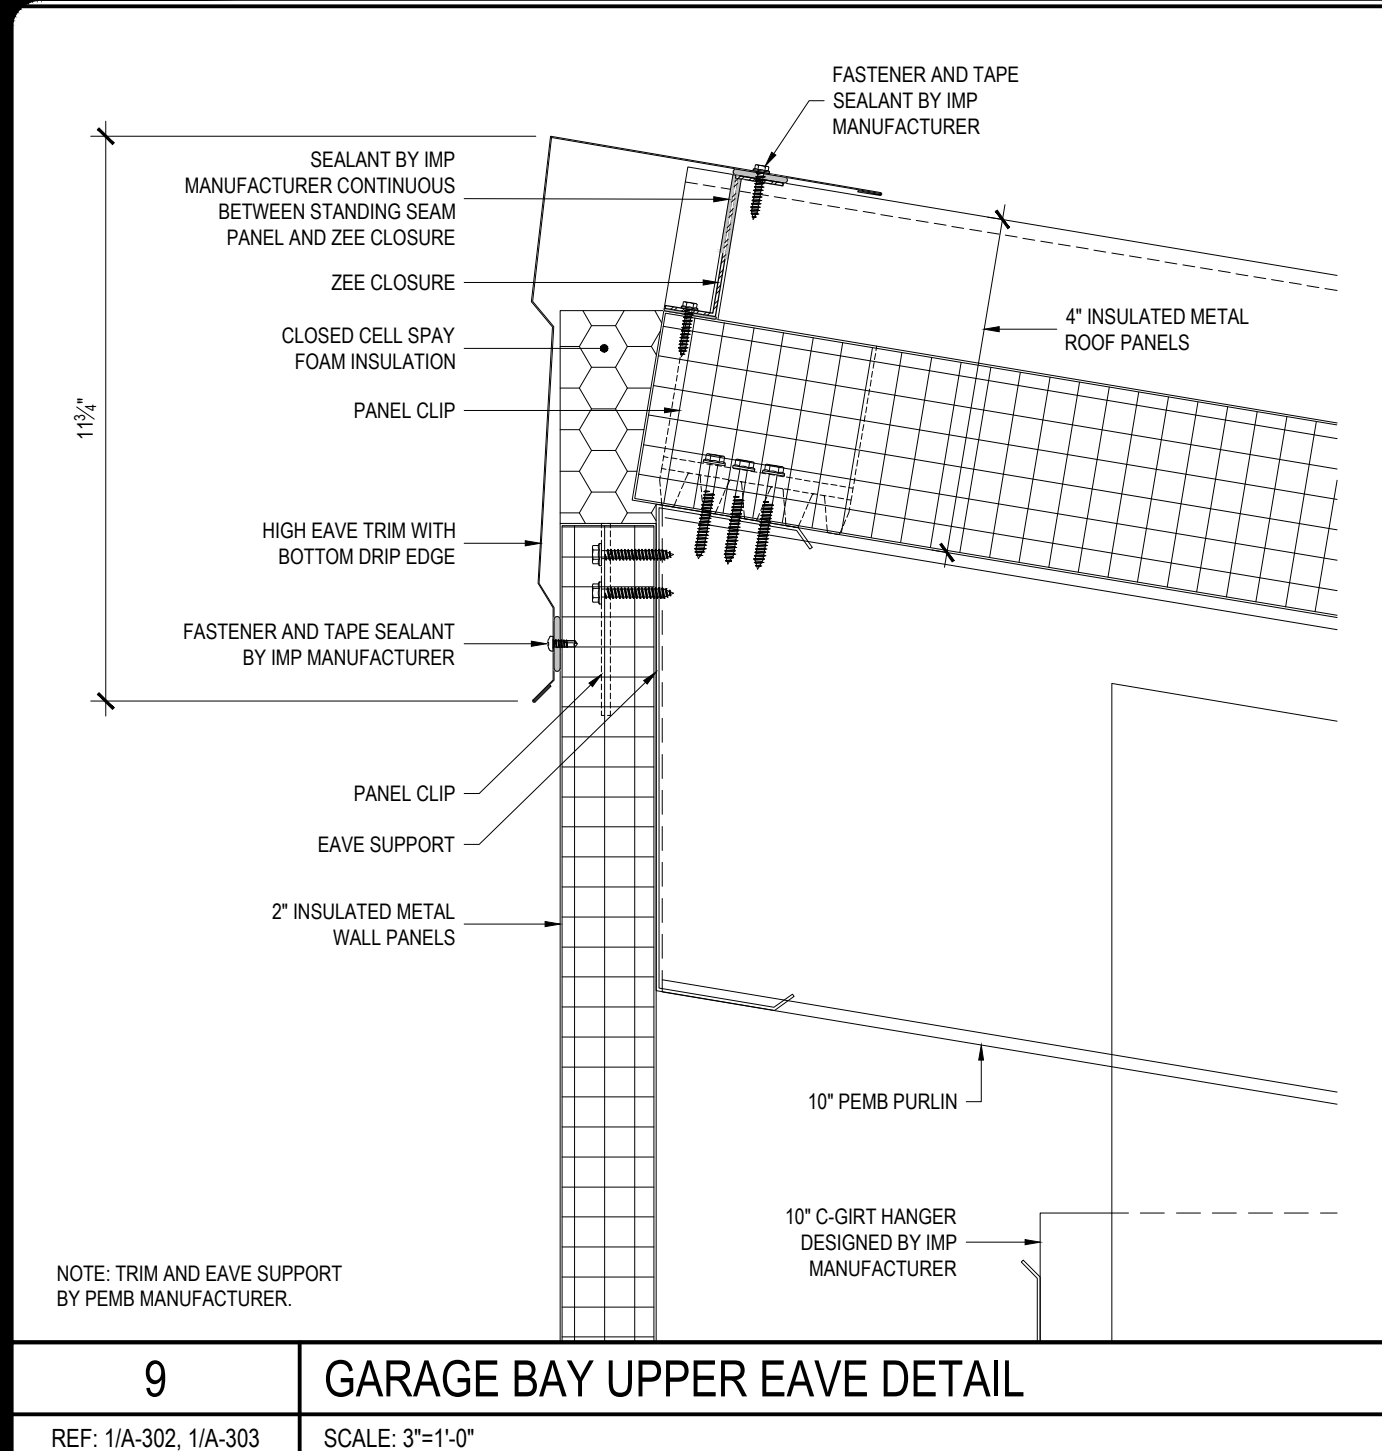 FASTENER AND TAPE
SEALANT BY IMP
MANUFACTURER
SEALANT BY IMP
MANUFACTURER CONTINUOUS
BETWEEN STANDING SEAM
PANEL AND ZEE CLOSURE
ZEE CLOSURE
4" INSULATED METAL
ROOF PANELS
CLOSED CELL SPAY
FOAM INSULATION
PANEL CLIP
11¾"
HIGH EAVE TRIM WITH
BOTTOM DRIP EDGE
FASTENER AND TAPE SEALANT
BY IMP MANUFACTURER
PANEL CLIP
EAVE SUPPORT
2" INSULATED METAL
WALL PANELS
10" PEMB PURLIN
10" C-GIRT HANGER
DESIGNED BY IMP
MANUFACTURER
NOTE: TRIM AND EAVE SUPPORT
BY PEMB MANUFACTURER.
9
GARAGE BAY UPPER EAVE DETAIL
REF: 1/A-302, 1/A-303
SCALE: 3"=1'-0"